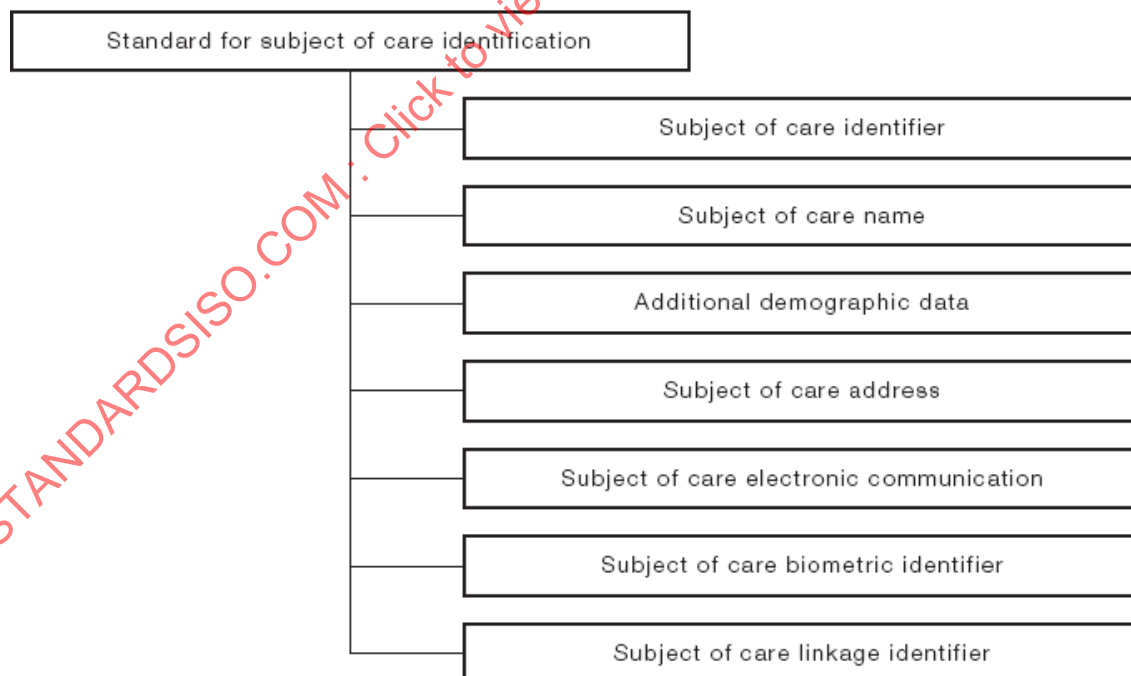 Standard for subject of care identification
Subject of care identifier
Subject of care name
Additional demographic data
Subject of care address
Subject of care electronic communication
Subject of care biometric identifier
Subject of care linkage identifier
STANDARDSISO.COM : Click to vie